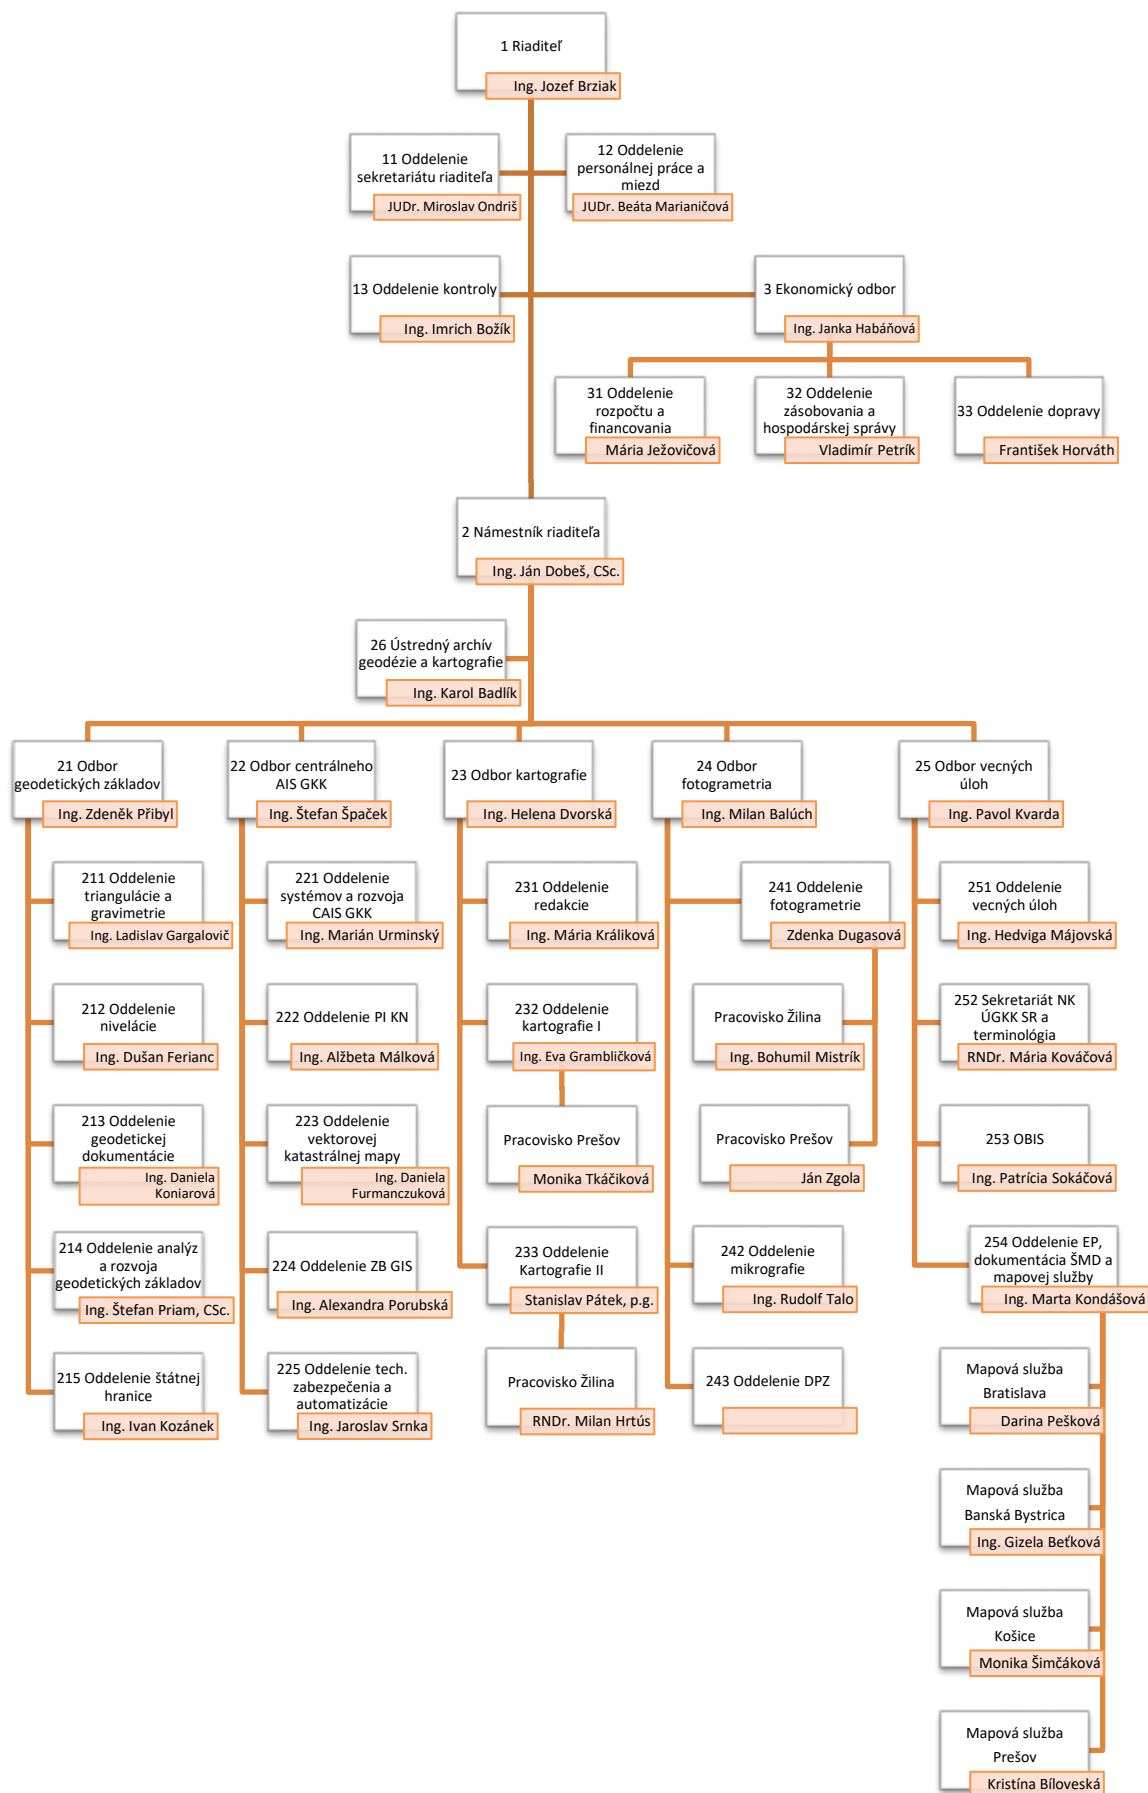 1 Riaditeľ
Ing. Jozef Brziak
11 Oddelenie
sekretariátu riaditeľa
JUDr. Miroslav Ondriš
12 Oddelenie
personálnej práce a
miezd
JUDr. Beáta Marianičová
13 Oddelenie kontroly
Ing. Imrich Božík
3 Ekonomický odbor
Ing. Janka Habáňová
31 Oddelenie
rozpočtu a
financovania
Mária Ježovičová
32 Oddelenie
zásobovania a
hospodárskej správy
Vladimír Petrík
33 Oddelenie dopravy
František Horváth
2 Námestník riaditeľa
Ing. Ján Dobeš, CSc.
26 Ústredný archív
geodézie a kartografie
Ing. Karol Badlík
21 Odbor
geodetických základov
Ing. Zdeněk Přibyl
22 Odbor centrálneho
AIS GKK
Ing. Štefan Špaček
23 Odbor kartografie
Ing. Helena Dvorská
24 Odbor
fotogrametria
Ing. Milan Balúch
25 Odbor vecných
úloh
Ing. Pavol Kvarda
211 Oddelenie
triangulácie a
gravimetrie
Ing. Ladislav Gargalovič
221 Oddelenie
systémov a rozvoja
CAIS GKK
Ing. Marián Urminský
231 Oddelenie
redakcie
Ing. Mária Králiková
241 Oddelenie
fotogrametrie
Zdenka Dugasová
251 Oddelenie
vecných úloh
Ing. Hedviga Májovská
212 Oddelenie
nivelácie
Ing. Dušan Ferianc
222 Oddelenie PI KN
Ing. Alžbeta Málková
232 Oddelenie
kartografie I
Ing. Eva Grambličková
Pracovisko Žilina
Ing. Bohumil Mistrík
252 Sekretariát NK
ÚGKK SR a
terminológia
RNDr. Mária Kováčová
213 Oddelenie
geodetickej
dokumentácie
Ing. Daniela
Koniarová
223 Oddelenie
vektorovej
katastrálnej mapy
Ing. Daniela
Furmanczuková
Pracovisko Prešov
Monika Tkáčiková
Pracovisko Prešov
Ján Zgola
253 OBIS
Ing. Patrícia Sokáčová
214 Oddelenie analýz
a rozvoja
geodetických základov
Ing. Štefan Priam, CSc.
224 Oddelenie ZB GIS
Ing. Alexandra Porubská
233 Oddelenie
Kartografie II
Stanislav Pátek, p.g.
242 Oddelenie
mikrografie
Ing. Rudolf Talo
254 Oddelenie EP,
dokumentácia ŠMD a
mapovej služby
Ing. Marta Kondášová
215 Oddelenie štátnej
hranice
Ing. Ivan Kozánek
225 Oddelenie tech.
zabezpečenia a
automatizácie
Ing. Jaroslav Srnka
Pracovisko Žilina
RNDr. Milan Hrtús
243 Oddelenie DPZ
Mapová služba
Bratislava
Darina Pešková
Mapová služba
Banská Bystrica
Ing. Gizela Beťková
Mapová služba
Košice
Monika Šimčáková
Mapová služba
Prešov
Kristína Bíloveská